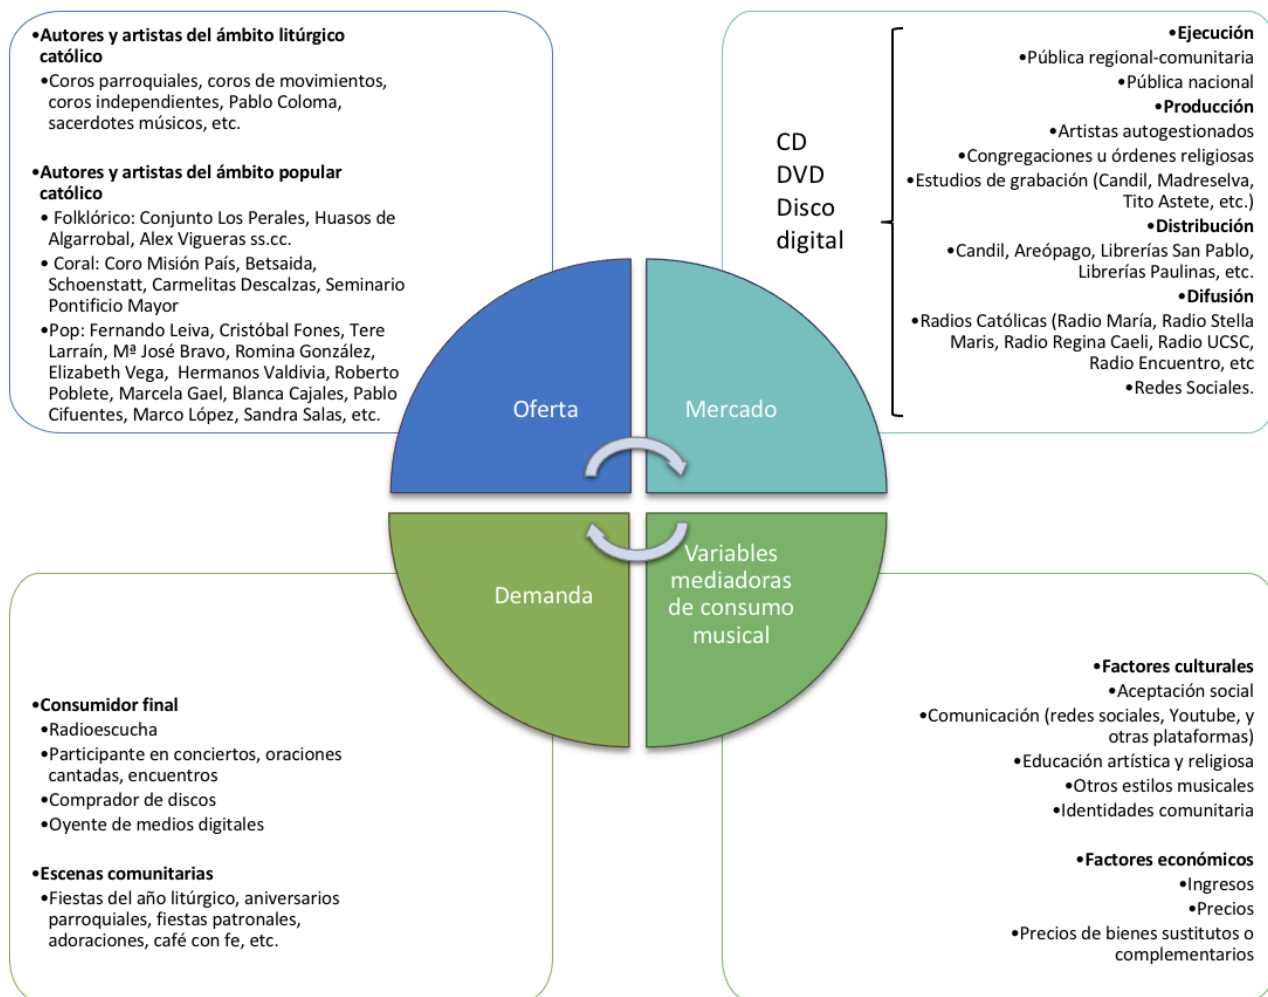 •Autores y artistas del ámbito litúrgico
católico
•Coros parroquiales, coros de movimientos,
coros independientes, Pablo Coloma,
sacerdotes músicos, etc.
•Autores y artistas del ámbito popular
católico
• Folklórico: Conjunto Los Perales, Huasos de
Algarrobal, Alex Vigueras ss.cc.
• Coral: Coro Misión País, Betsaida,
Schoenstatt, Carmelitas Descalzas, Seminario
Pontificio Mayor
•Pop: Fernando Leiva, Cristóbal Fones, Tere
Larraín, Mª José Bravo, Romina González,
Elizabeth Vega, Hermanos Valdivia, Roberto
Poblete, Marcela Gael, Blanca Cajales, Pablo
Cifuentes, Marco López, Sandra Salas, etc.
CD
DVD
Disco
digital
•Ejecución
•Pública regional-comunitaria
•Pública nacional
•Producción
•Artistas autogestionados
•Congregaciones u órdenes religiosas
•Estudios de grabación (Candil, Madreselva,
Tito Astete, etc.)
•Distribución
•Candil, Areópago, Librerías San Pablo,
Librerías Paulinas, etc.
•Difusión
•Radios Católicas (Radio María, Radio Stella
Maris, Radio Regina Caeli, Radio UCSC,
Radio Encuentro, etc
•Redes Sociales.
Oferta
Mercado
Demanda
Variables
mediadoras
de consumo
musical
•Consumidor final
•Radioescucha
•Participante en conciertos, oraciones
cantadas, encuentros
•Comprador de discos
•Oyente de medios digitales
•Escenas comunitarias
•Fiestas del año litúrgico, aniversarios
parroquiales, fiestas patronales,
adoraciones, café con fe, etc.
•Factores culturales
•Aceptación social
•Comunicación (redes sociales, Youtube, y
otras plataformas)
•Educación artística y religiosa
•Otros estilos musicales
•Identidades comunitaria
•Factores económicos
•Ingresos
•Precios
•Precios de bienes sustitutos o
complementarios